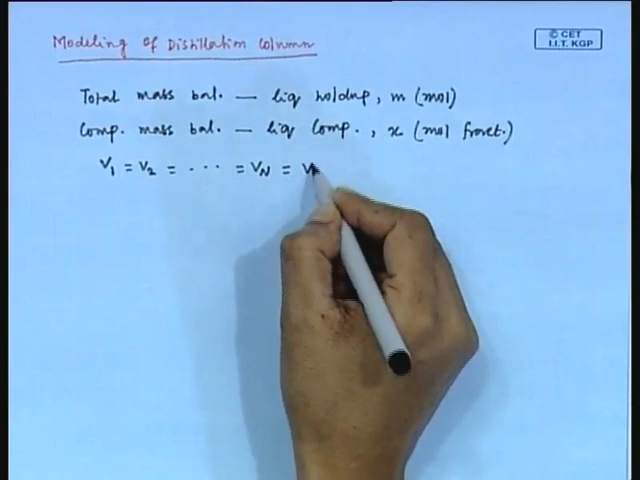 Modeling of Distillation Column
© CET
I.I.T. KGP
Total mass bal. — liq holdup, m (mol)
Comp. mass bal. — liq comp., x (mol fract.)
V1 = V2 = ... = VN = V